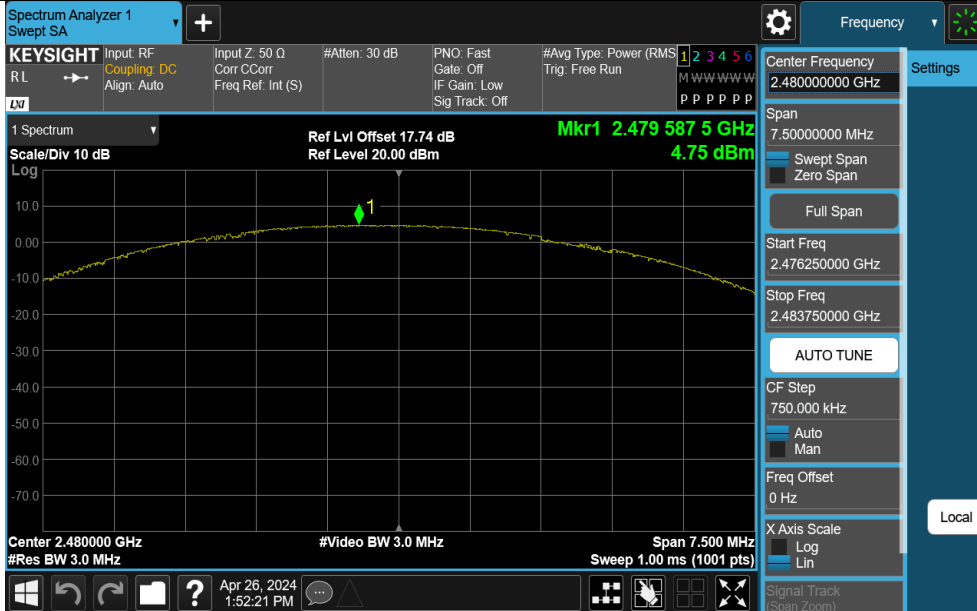 Spectrum Analyzer 1
Swept SA
+
Frequency
KEYSIGHT
RL
LXI
Input: RF
Coupling: DC
Align: Auto
Input Z: 50 Ω
Corr CCorr
Freq Ref: Int (S)
#Atten: 30 dB
PNO: Fast
Gate: Off
IF Gain: Low
Sig Track: Off
#Avg Type: Power (RMS
Trig: Free Run
1 2 3 4 5 6
M W W W W W
P P P P P P
1 Spectrum
Scale/Div 10 dB
Log
Ref Lvl Offset 17.74 dB
Ref Level 20.00 dBm
Mkr1 2.479 587 5 GHz
4.75 dBm
1
10.0
0.00
-10.0
-20.0
-30.0
-40.0
-50.0
-60.0
-70.0
Center 2.480000 GHz
#Res BW 3.0 MHz
#Video BW 3.0 MHz
Span 7.500 MHz
Sweep 1.00 ms (1001 pts)
?
Apr 26, 2024
1:52:21 PM
Center Frequency
2.480000000 GHz
Span
7.50000000 MHz
Swept Span
Zero Span
Full Span
Start Freq
2.476250000 GHz
Stop Freq
2.483750000 GHz
AUTO TUNE
CF Step
750.000 kHz
Auto
Man
Freq Offset
0 Hz
X Axis Scale
Log
Lin
Signal Track
(Span Zoom)
Settings
Local